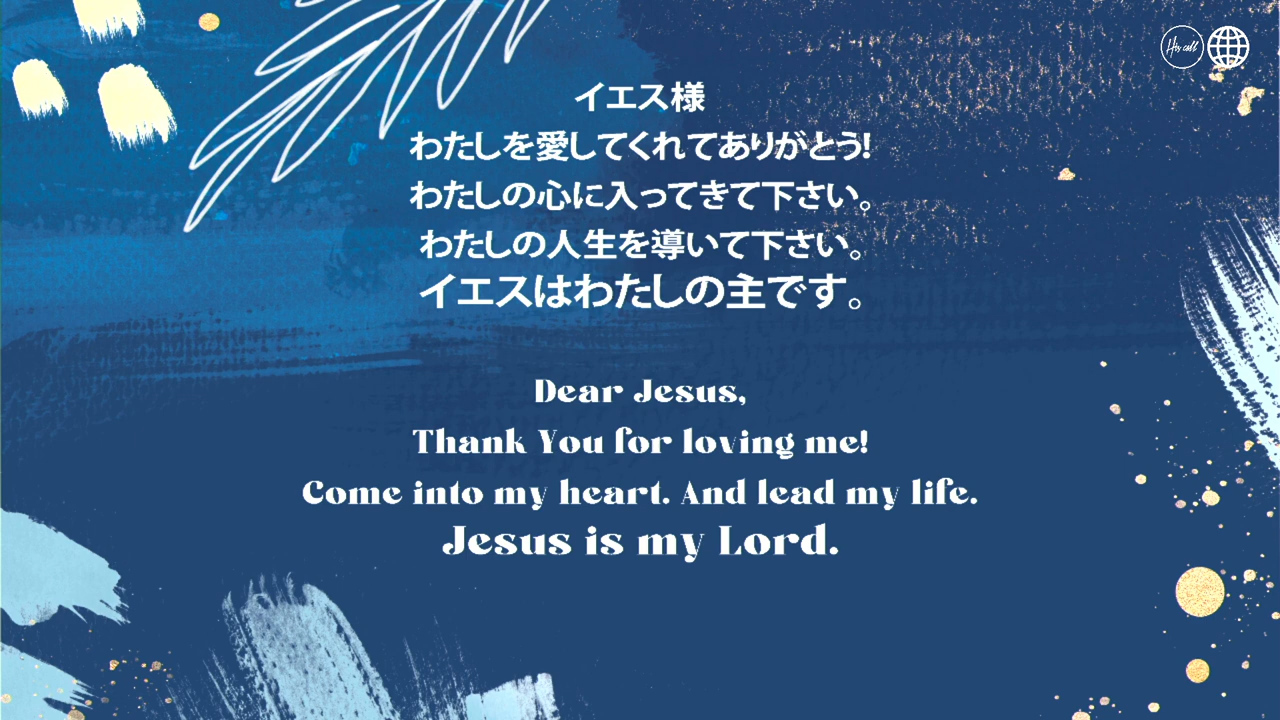 His call
イエス様
わたしを愛してくれてありがとう!
わたしの心に入ってきて下さい。
わたしの人生を導いて下さい。
イエスはわたしの主です。
Dear Jesus,
Thank You for loving me!
Come into my heart. And lead my life.
Jesus is my Lord.